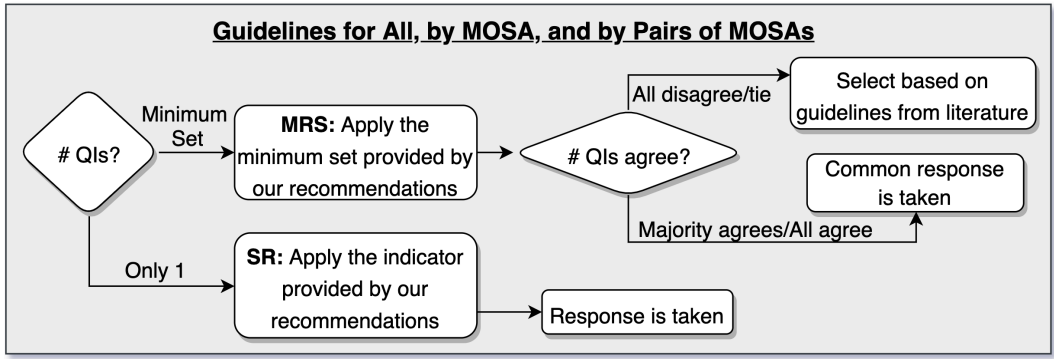 Guidelines for All, by MOSA, and by Pairs of MOSAs
# QIs?
Minimum
Set
MRS: Apply the
minimum set provided by
our recommendations
# QIs agree?
All disagree/tie
Select based on
guidelines from literature
Majority agrees/All agree
Common response
is taken
Only 1
SR: Apply the indicator
provided by our
recommendations
Response is taken